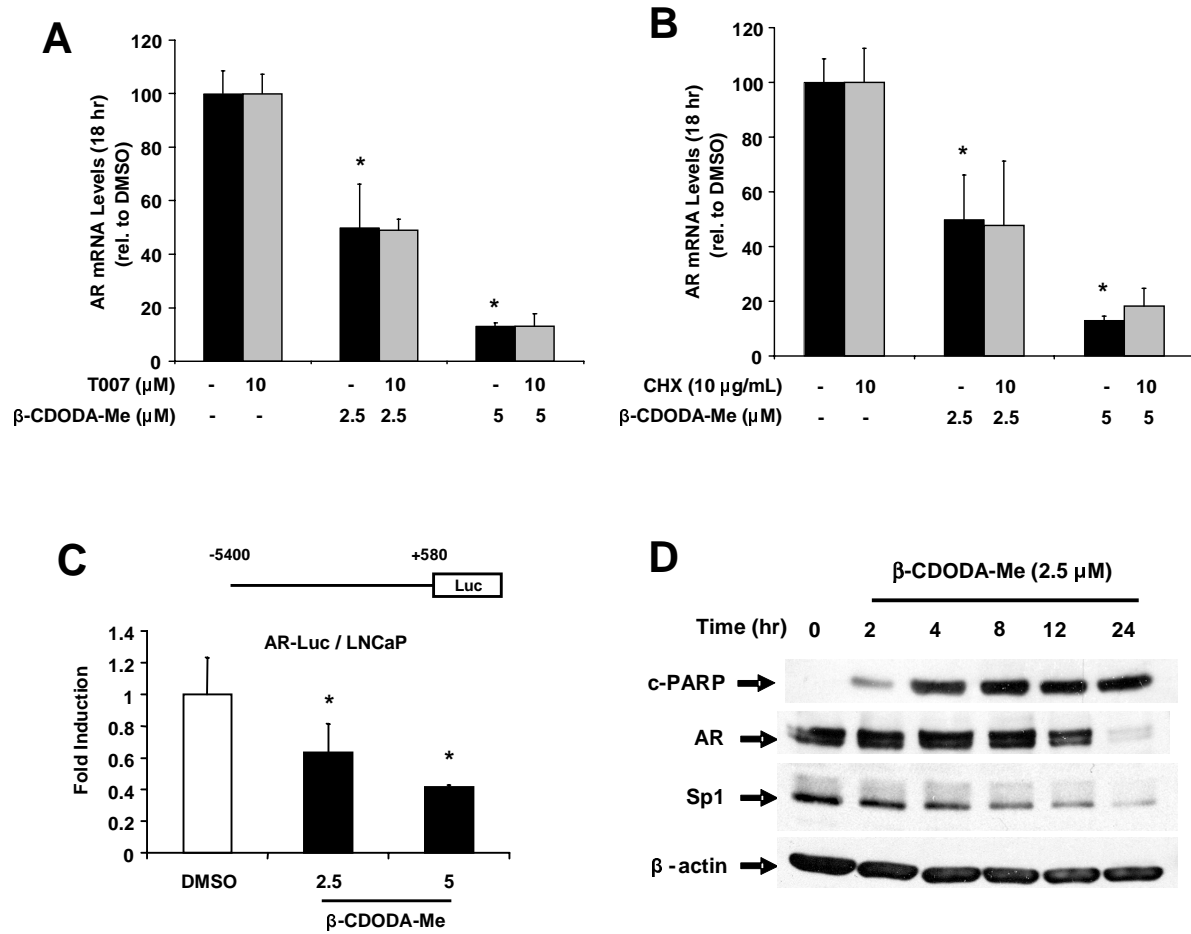 A
AR mRNA Levels (18 hr)
(rel. to DMSO)
120
100
80
60
40
20
0
*
*
T007 (μM) - 10 - 10 - 10
β-CDODA-Me (μM) - - 2.5 2.5 5 5
B
AR mRNA Levels (18 hr)
(rel. to DMSO)
120
100
80
60
40
20
0
*
*
CHX (10 μg/mL) - 10 - 10 - 10
β-CDODA-Me (μM) - - 2.5 2.5 5 5
C
-5400 +580
Luc
AR-Luc / LNCaP
Fold Induction
1.4
1.2
1
0.8
0.6
0.4
0.2
0
*
*
DMSO 2.5 5
β-CDODA-Me
D
β-CDODA-Me (2.5 μM)
Time (hr) 0 2 4 8 12 24
c-PARP
AR
Sp1
β-actin